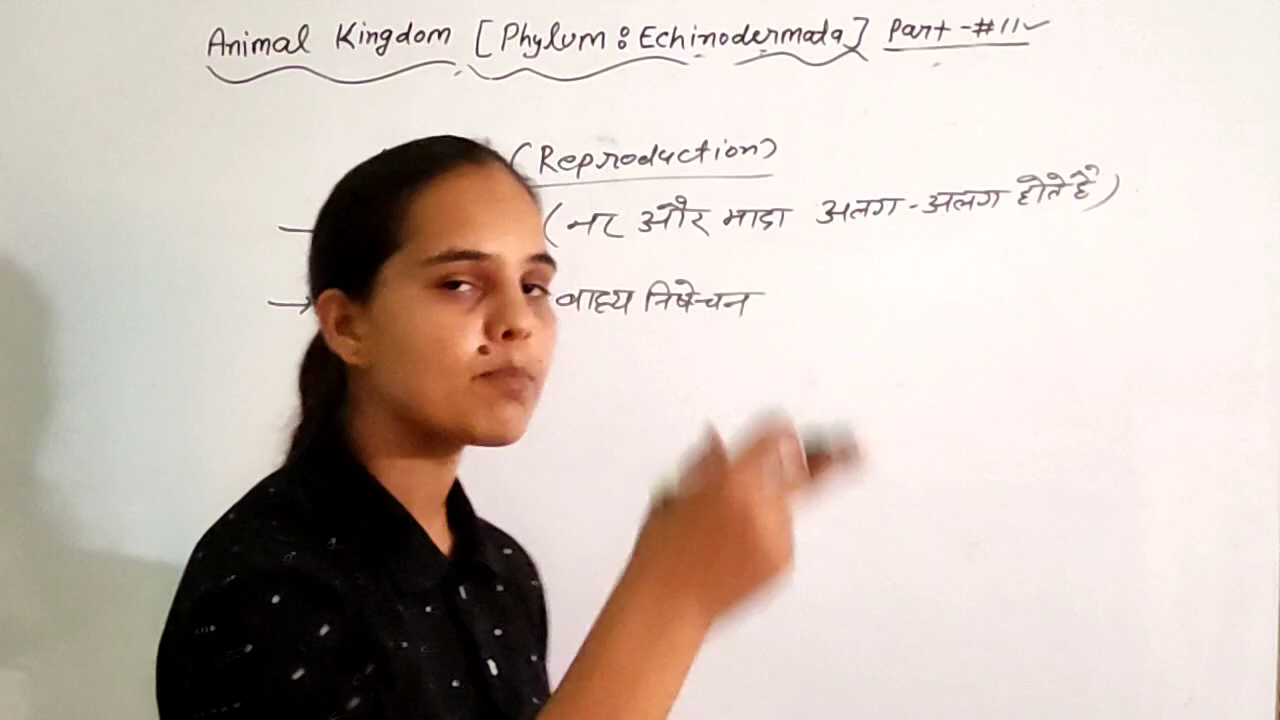 Animal Kingdom [Phylum : Echinodermata] Part-#11
(Reproduction)
(नर और मादा अलग-अलग होते हैं)
→ वाह्य निषेचन